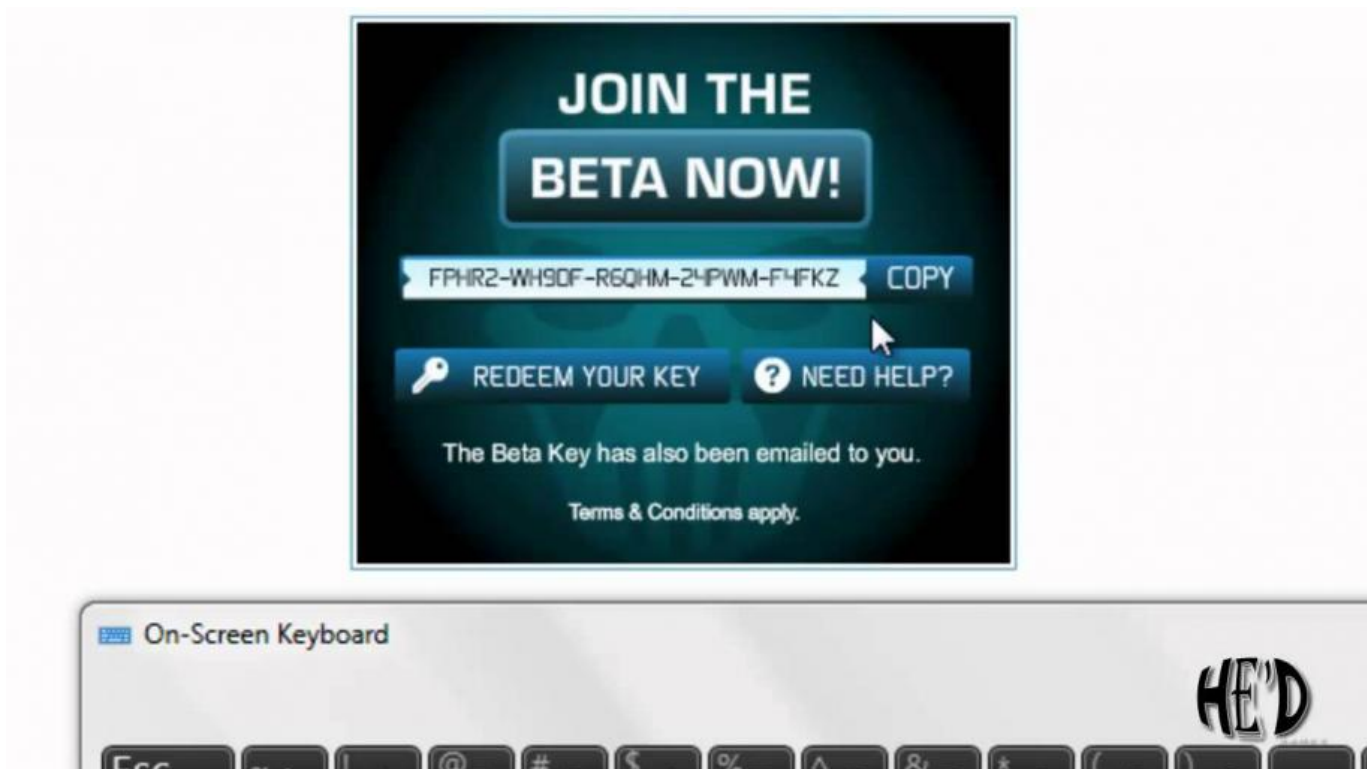 JOIN THE
BETA NOW!
FPHR2-WH9DF-R6QHM-24PWM-F4FKZ COPY
REDEEM YOUR KEY NEED HELP?
The Beta Key has also been emailed to you.
Terms & Conditions apply.
On-Screen Keyboard
HE'D
Esc ~ ! @ # $ % ^ & * ( )